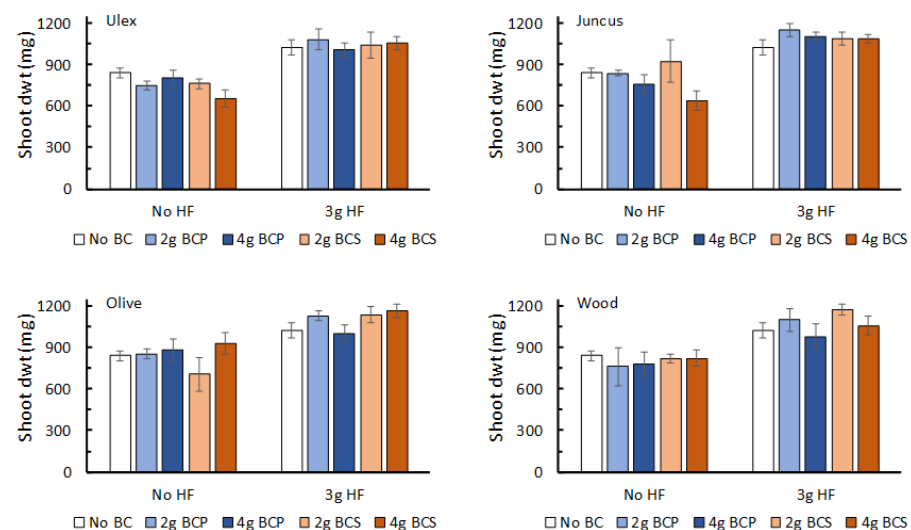 Ulex
Shoot dwt (mg)
1200
900
600
300
0
No HF 3g HF
No BC 2g BCP 4g BCP 2g BCS 4g BCS
Juncus
Shoot dwt (mg)
1200
900
600
300
0
No HF 3g HF
No BC 2g BCP 4g BCP 2g BCS 4g BCS
Olive
Shoot dwt (mg)
1200
900
600
300
0
No HF 3g HF
No BC 2g BCP 4g BCP 2g BCS 4g BCS
Wood
Shoot dwt (mg)
1200
900
600
300
0
No HF 3g HF
No BC 2g BCP 4g BCP 2g BCS 4g BCS